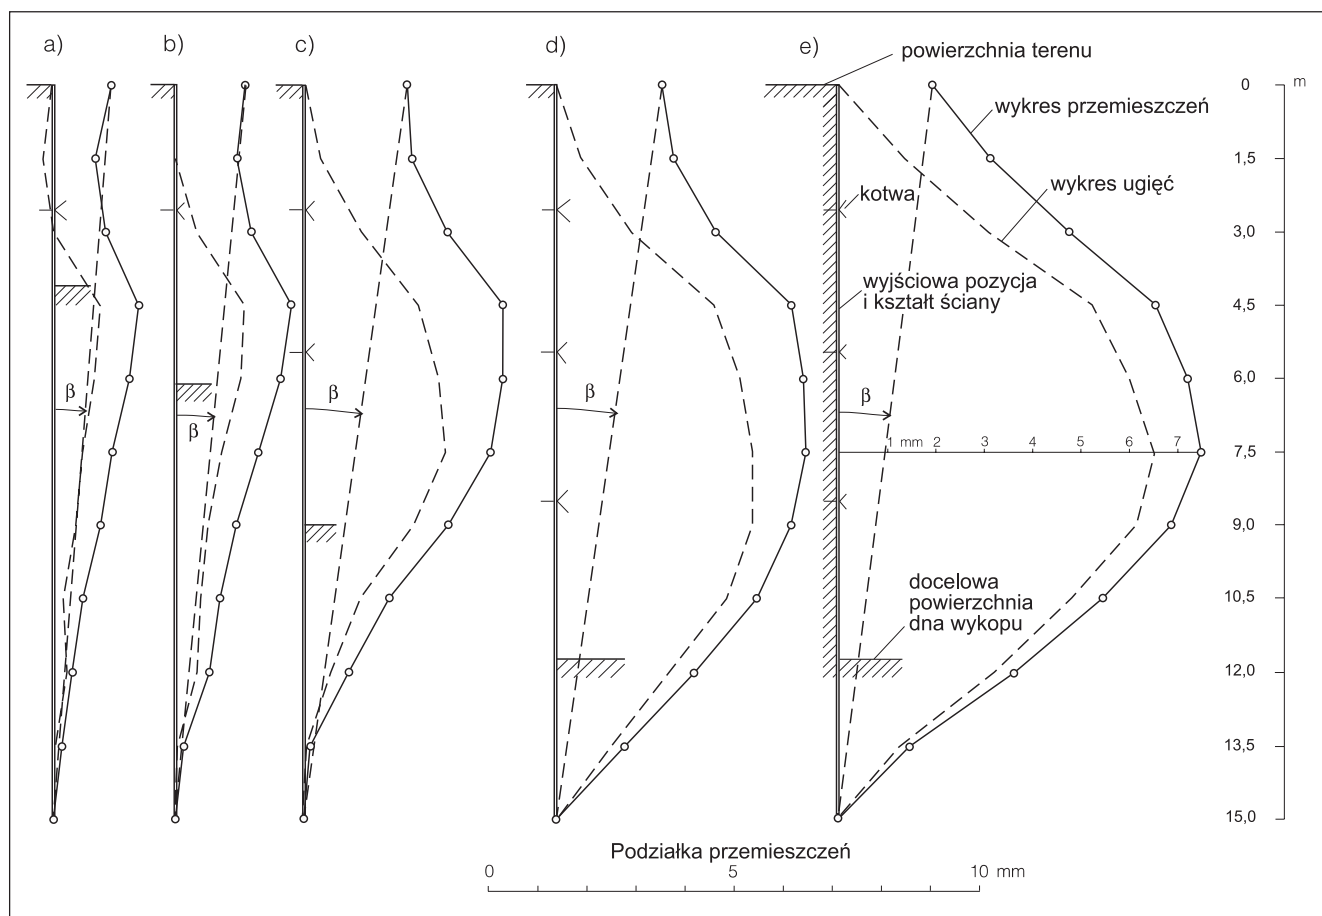 a)
b)
c)
d)
e)
powierzchnia terenu
0 m
wykres przemieszczeń
1,5
wykres ugięć
kotwa
3,0
wyjściowa pozycja
i kształt ściany
4,5
6,0
β
β
β
β
β
1 mm 2 3 4 5 6 7
7,5
9,0
docelowa
powierzchnia
dna wykopu
10,5
12,0
13,5
15,0
Podziałka przemieszczeń
0 5 10 mm